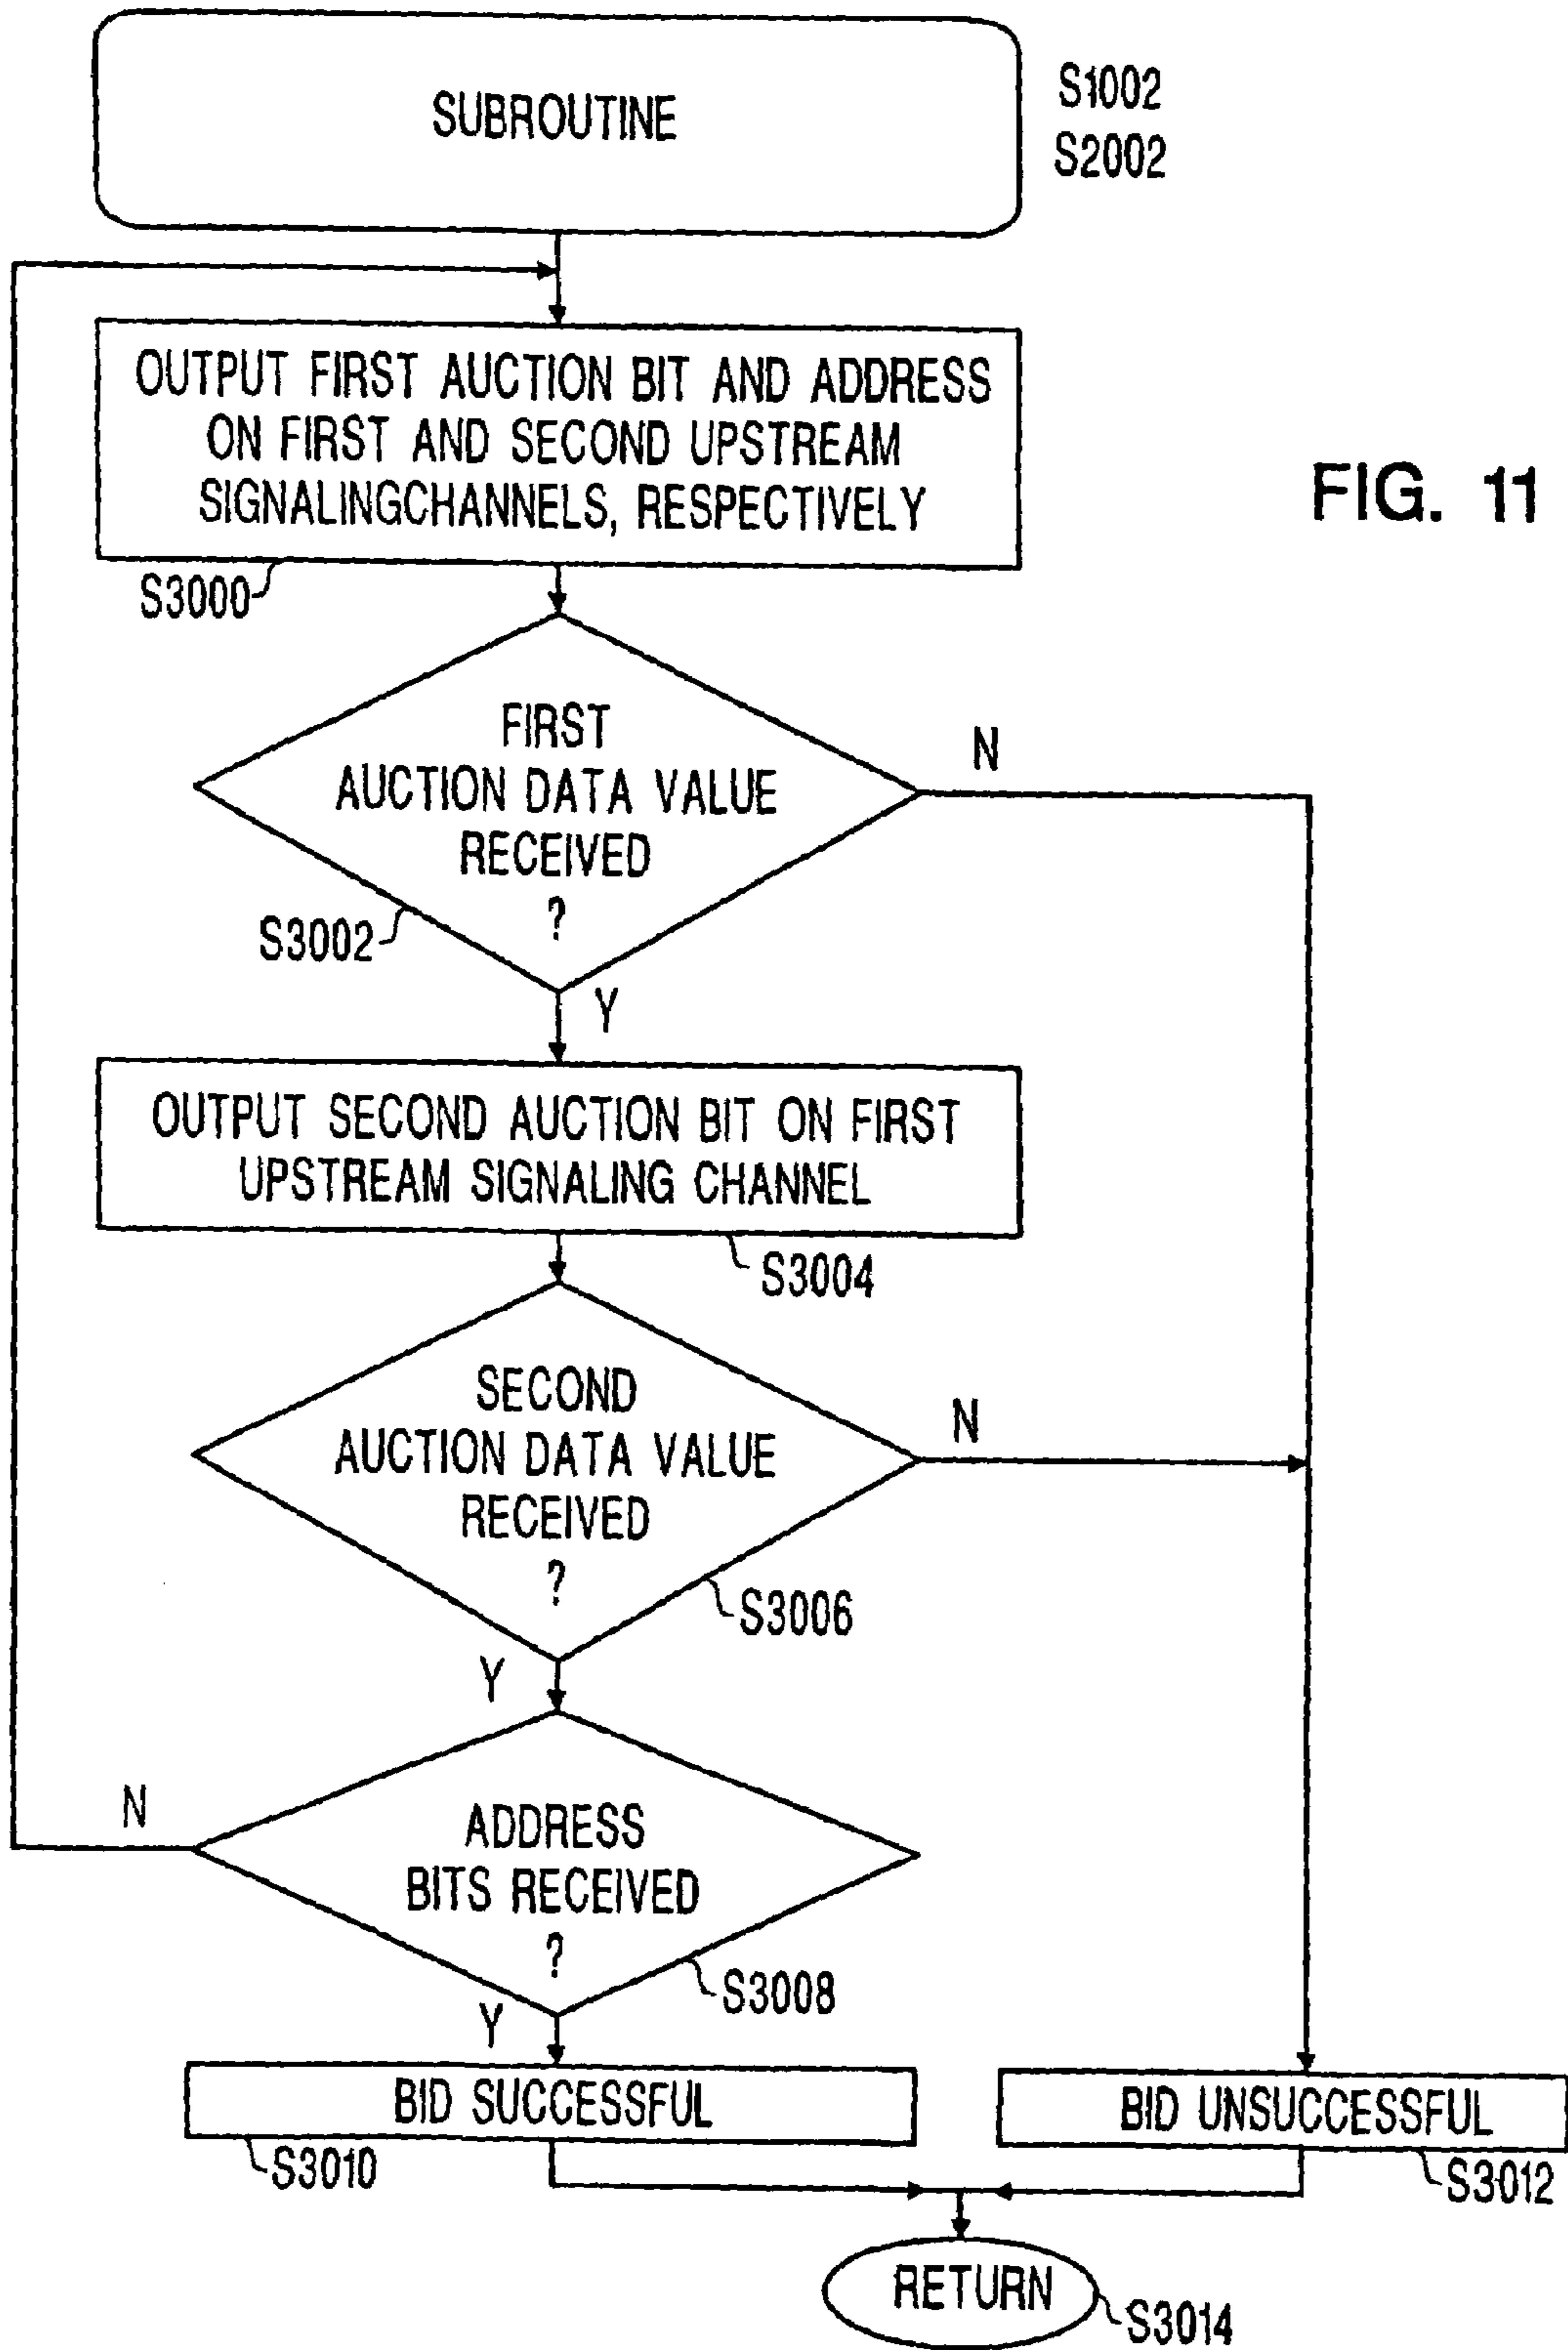 SUBROUTINE
S1002
S2002
OUTPUT FIRST AUCTION BIT AND ADDRESS
ON FIRST AND SECOND UPSTREAM
SIGNALINGCHANNELS, RESPECTIVELY
FIG. 11
S3000
FIRST
AUCTION DATA VALUE
RECEIVED
?
N
S3002
Y
OUTPUT SECOND AUCTION BIT ON FIRST
UPSTREAM SIGNALING CHANNEL
S3004
SECOND
AUCTION DATA VALUE
RECEIVED
?
N
S3006
Y
N
ADDRESS
BITS RECEIVED
?
S3008
Y
BID SUCCESSFUL
BID UNSUCCESSFUL
S3010
S3012
RETURN
S3014